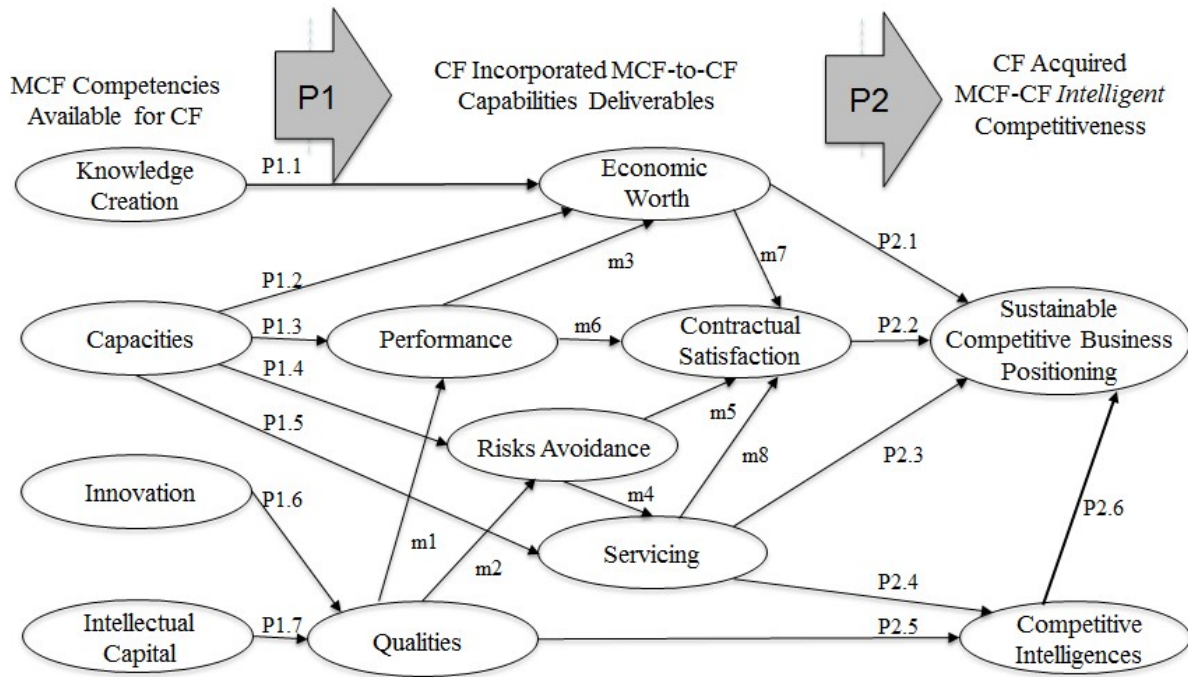 MCF Competencies
Available for CF
P1
CF Incorporated MCF-to-CF
Capabilities Deliverables
P2
CF Acquired
MCF-CF Intelligent
Competitiveness
Knowledge
Creation
P1.1
Economic
Worth
P1.2
m3
m7
P2.1
Capacities
P1.3
Performance
m6
Contractual
Satisfaction
P2.2
Sustainable
Competitive Business
Positioning
P1.4
P1.5
Risks Avoidance
m5
m8
P2.3
Innovation
P1.6
m1
m2
m4
Servicing
P2.6
P2.4
Intellectual
Capital
P1.7
Qualities
P2.5
Competitive
Intelligences